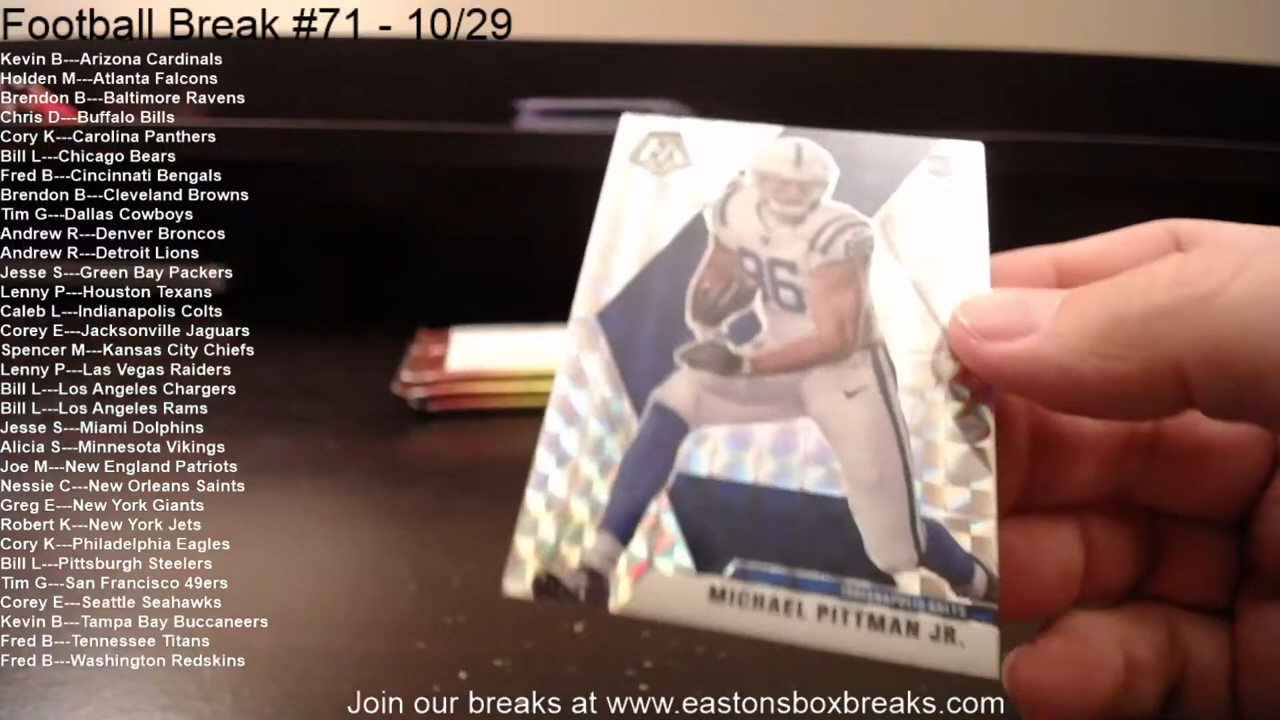 Football Break #71 - 10/29
Kevin B---Arizona Cardinals
Holden M---Atlanta Falcons
Brendon B---Baltimore Ravens
Chris D---Buffalo Bills
Cory K---Carolina Panthers
Bill L---Chicago Bears
Fred B---Cincinnati Bengals
Brendon B---Cleveland Browns
Tim G---Dallas Cowboys
Andrew R---Denver Broncos
Andrew R---Detroit Lions
Jesse S---Green Bay Packers
Lenny P---Houston Texans
Caleb L---Indianapolis Colts
Corey E---Jacksonville Jaguars
Spencer M---Kansas City Chiefs
Lenny P---Las Vegas Raiders
Bill L---Los Angeles Chargers
Bill L---Los Angeles Rams
Jesse S---Miami Dolphins
Alicia S---Minnesota Vikings
Joe M---New England Patriots
Nessie C---New Orleans Saints
Greg E---New York Giants
Robert K---New York Jets
Cory K---Philadelphia Eagles
Bill L---Pittsburgh Steelers
Tim G---San Francisco 49ers
Corey E---Seattle Seahawks
Kevin B---Tampa Bay Buccaneers
Fred B---Tennessee Titans
Fred B---Washington Redskins
86
INDIANAPOLIS COLTS
MICHAEL PITTMAN JR.
Join our breaks at www.eastonsboxbreaks.com